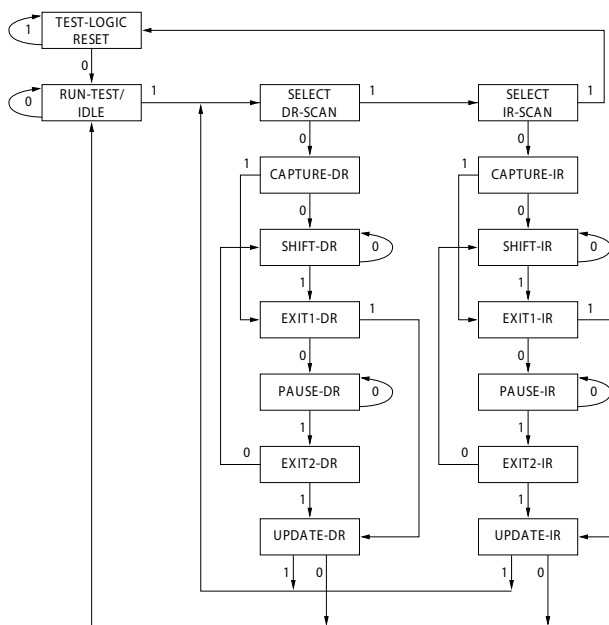 TEST-LOGIC
RESET
1
0
RUN-TEST/
IDLE
0
1
SELECT
DR-SCAN
1
SELECT
IR-SCAN
1
0
0
1
CAPTURE-DR
1
CAPTURE-IR
0
0
SHIFT-DR
0
SHIFT-IR
0
1
1
EXIT1-DR
1
EXIT1-IR
1
0
0
PAUSE-DR
0
PAUSE-IR
0
1
1
0
EXIT2-DR
0
EXIT2-IR
1
1
UPDATE-DR
UPDATE-IR
1
0
1
0